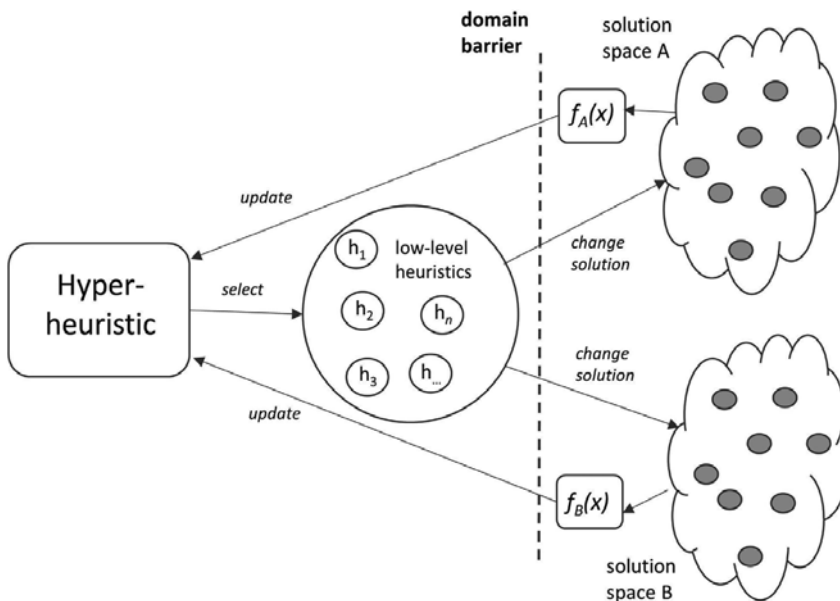 domain
barrier
solution
space A
f_A(x)
update
change
solution
h_1
low-level
heuristics
Hyper-
heuristic
select
h_2
h_n
h_3
h_...
change
solution
update
f_B(x)
solution
space B